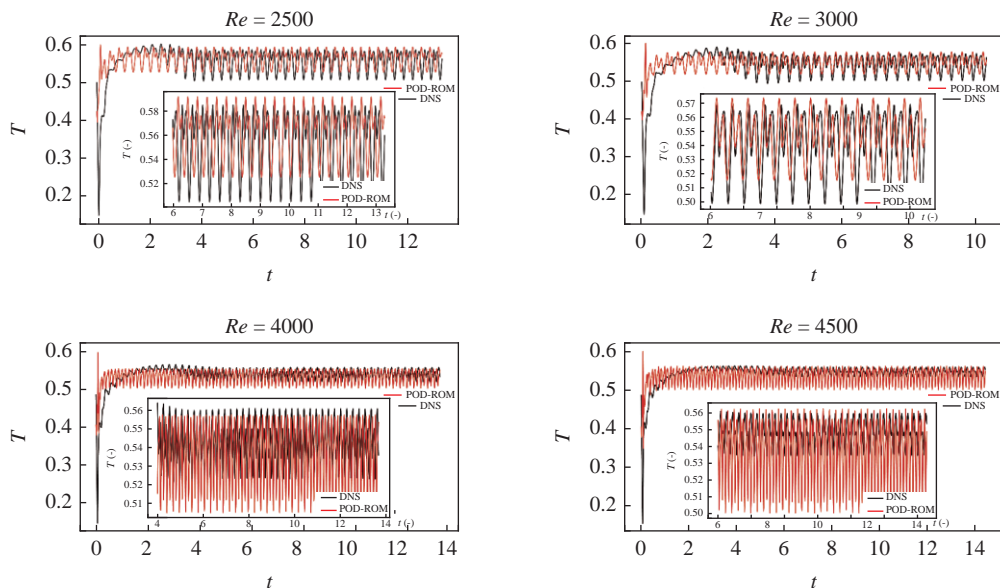 Re = 2500
0.6
0.5
0.4
0.3
0.2
T
POD-ROM
DNS
0.58
0.56
0.54
0.52
T (-)
DNS
POD-ROM
6 7 8 9 10 11 12 13 t (-)
0 2 4 6 8 10 12
t
Re = 3000
0.6
0.5
0.4
0.3
0.2
T
POD-ROM
DNS
0.57
0.56
0.54
0.53
0.52
0.51
0.50
T (-)
DNS
POD-ROM
6 7 8 9 10 t (-)
0 2 4 6 8 10
t
Re = 4000
0.6
0.5
0.4
0.3
0.2
T
POD-ROM
DNS
0.56
0.55
0.54
0.53
0.52
0.51
T (-)
DNS
POD-ROM
4 6 8 10 12 14 t (-)
0 2 4 6 8 10 12 14
t
Re = 4500
0.6
0.5
0.4
0.3
0.2
T
POD-ROM
DNS
0.56
0.55
0.54
0.53
0.52
0.51
0.50
T (-)
DNS
POD-ROM
6 8 10 12 14 t (-)
0 2 4 6 8 10 12 14
t